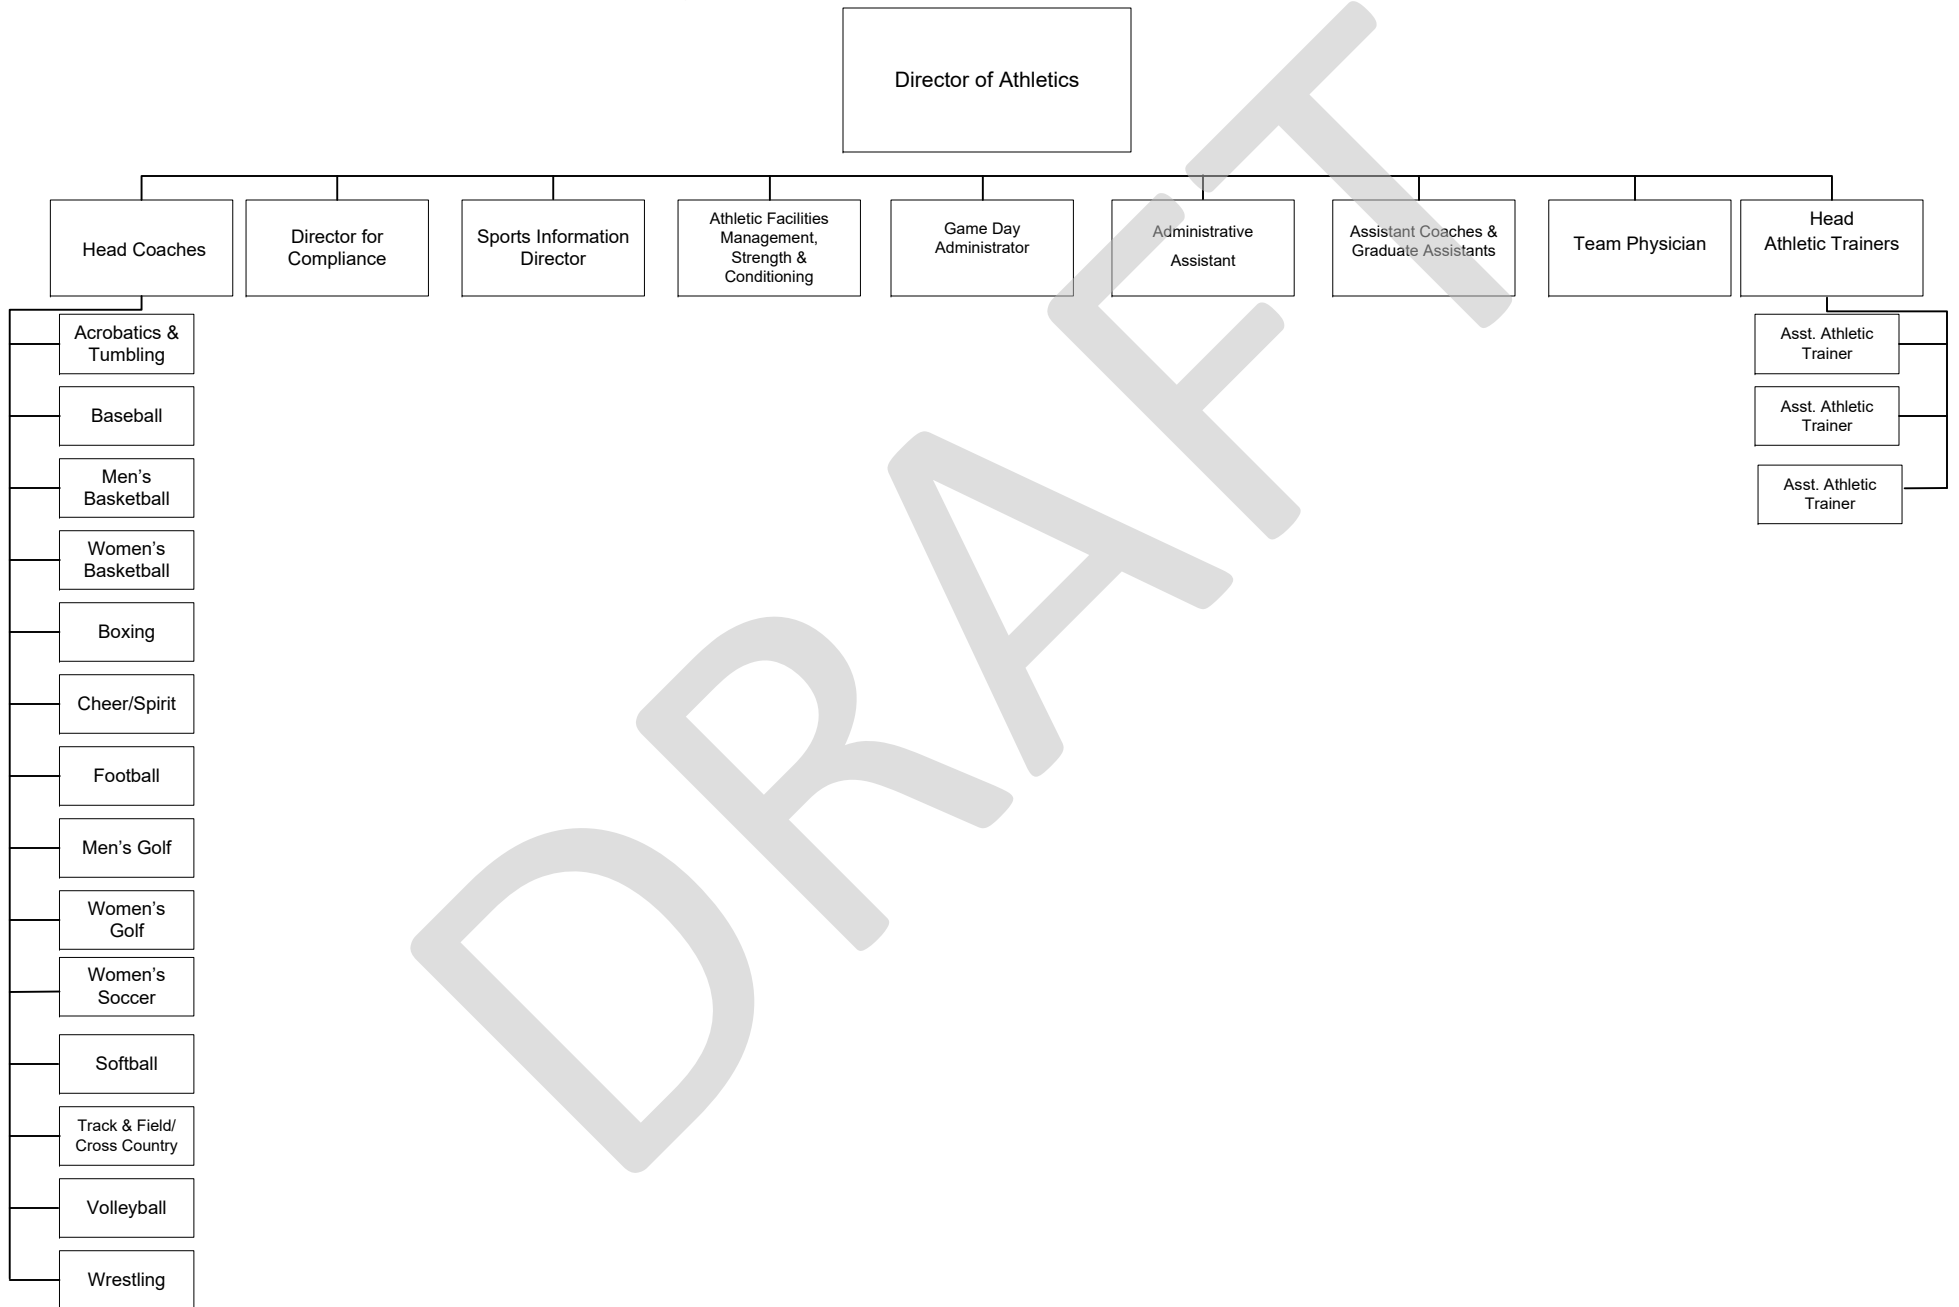 Director of Athletics
Head Coaches
Director for
Compliance
Sports Information
Director
Athletic Facilities
Management,
Strength &
Conditioning
Game Day
Administrator
Administrative
Assistant
Assistant Coaches &
Graduate Assistants
Team Physician
Head
Athletic Trainers
Acrobatics &
Tumbling
Baseball
Men’s
Basketball
Women’s
Basketball
Boxing
Cheer/Spirit
Football
Men’s Golf
Women’s
Golf
Women’s
Soccer
Softball
Track & Field/
Cross Country
Volleyball
Wrestling
Asst. Athletic
Trainer
Asst. Athletic
Trainer
Asst. Athletic
Trainer
DRAFT